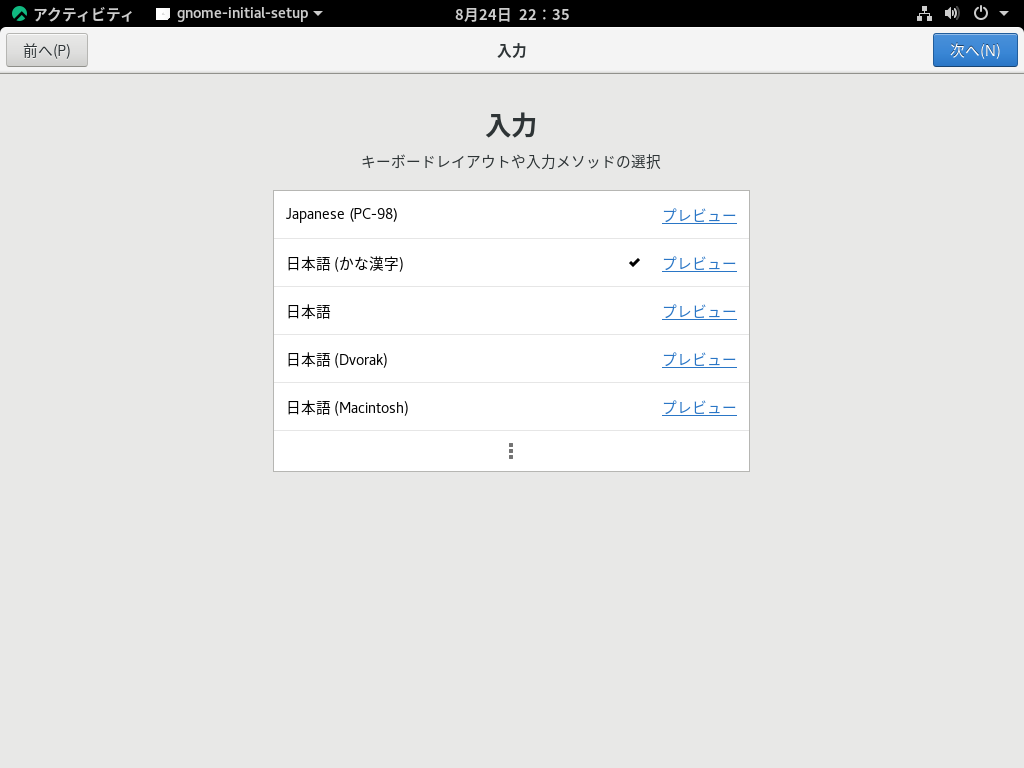 アクティビティ gnome-initial-setup 8月24日 22：35
前へ(P) 入力 次へ(N)
入力
キーボードレイアウトや入力メソッドの選択
Japanese (PC-98) プレビュー
日本語 (かな漢字) プレビュー
日本語 プレビュー
日本語 (Dvorak) プレビュー
日本語 (Macintosh) プレビュー